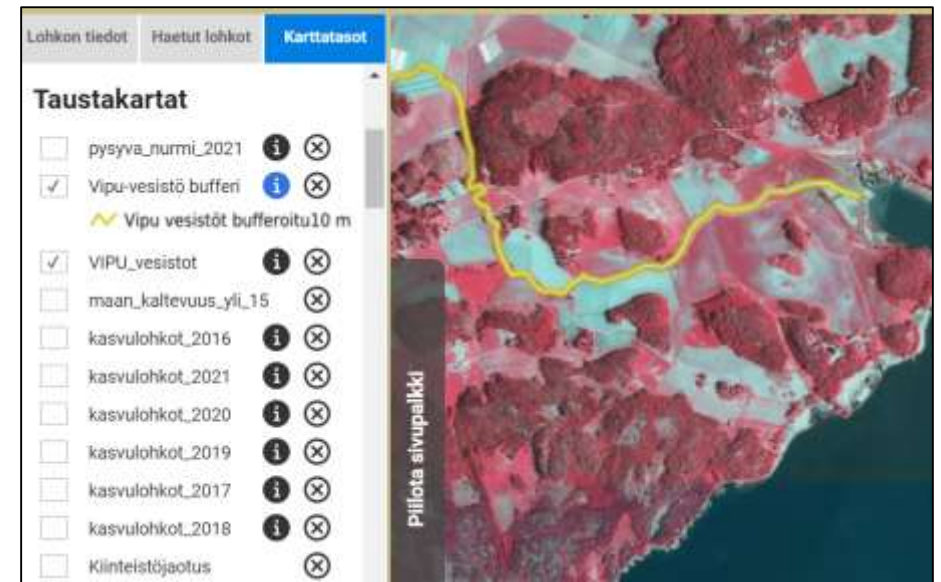 Lohkon tiedot Haetut lohkot Karttatasot
Taustakartat
pysyva_nurmi_2021
Vipu-vesistö bufferi
Vipu vesistöt bufferoitu10 m
VIPU_vesistot
maan_kaltevuus_yli_15
kasvulohkot_2016
kasvulohkot_2021
kasvulohkot_2020
kasvulohkot_2019
kasvulohkot_2017
kasvulohkot_2018
Kiinteistöjaotus
Piilota sivupalkki